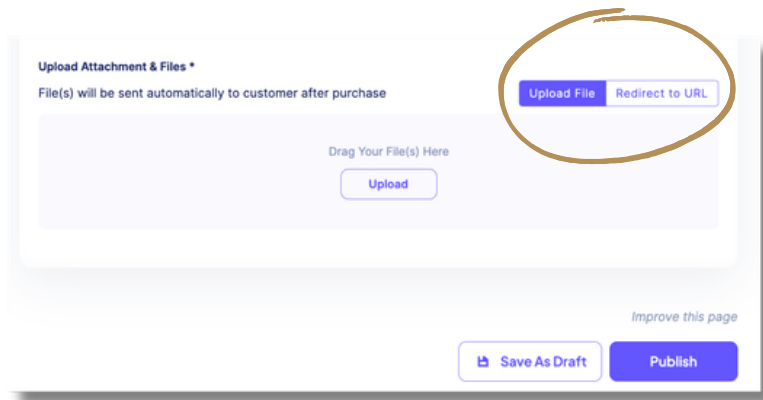 Upload Attachment & Files *
File(s) will be sent automatically to customer after purchase
Upload File
Redirect to URL
Drag Your File(s) Here
Upload
Improve this page
Save As Draft
Publish